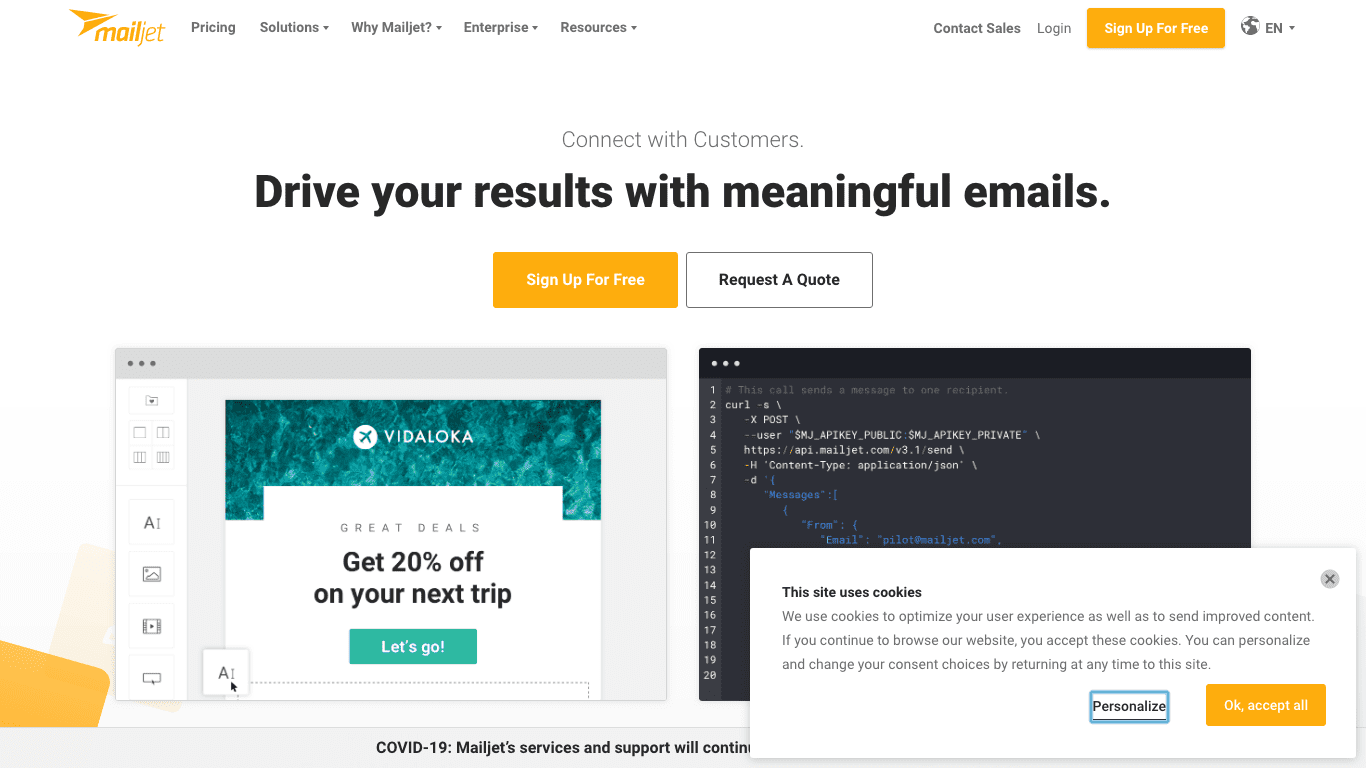 mailjet
Pricing
Solutions
Why Mailjet?
Enterprise
Resources
Contact Sales
Login
Sign Up For Free
EN
Connect with Customers.
Drive your results with meaningful emails.
Sign Up For Free
Request A Quote
VIDALOKA
GREAT DEALS
Get 20% off
on your next trip
Let's go!
AI
AI
1 # This call sends a message to one recipient.
2 curl -s \
3 -X POST \
4 --user "$MJ_APIKEY_PUBLIC:$MJ_APIKEY_PRIVATE" \
5 https://api.mailjet.com/v3.1/send \
6 -H 'Content-Type: application/json' \
7 -d '{
8 "Messages":[
9 {
10 "From": {
11 "Email": "pilot@mailjet.com",
12
13
14
15
16
17
18
19
20
This site uses cookies
We use cookies to optimize your user experience as well as to send improved content.
If you continue to browse our website, you accept these cookies. You can personalize
and change your consent choices by returning at any time to this site.
Personalize
Ok, accept all
COVID-19: Mailjet's services and support will